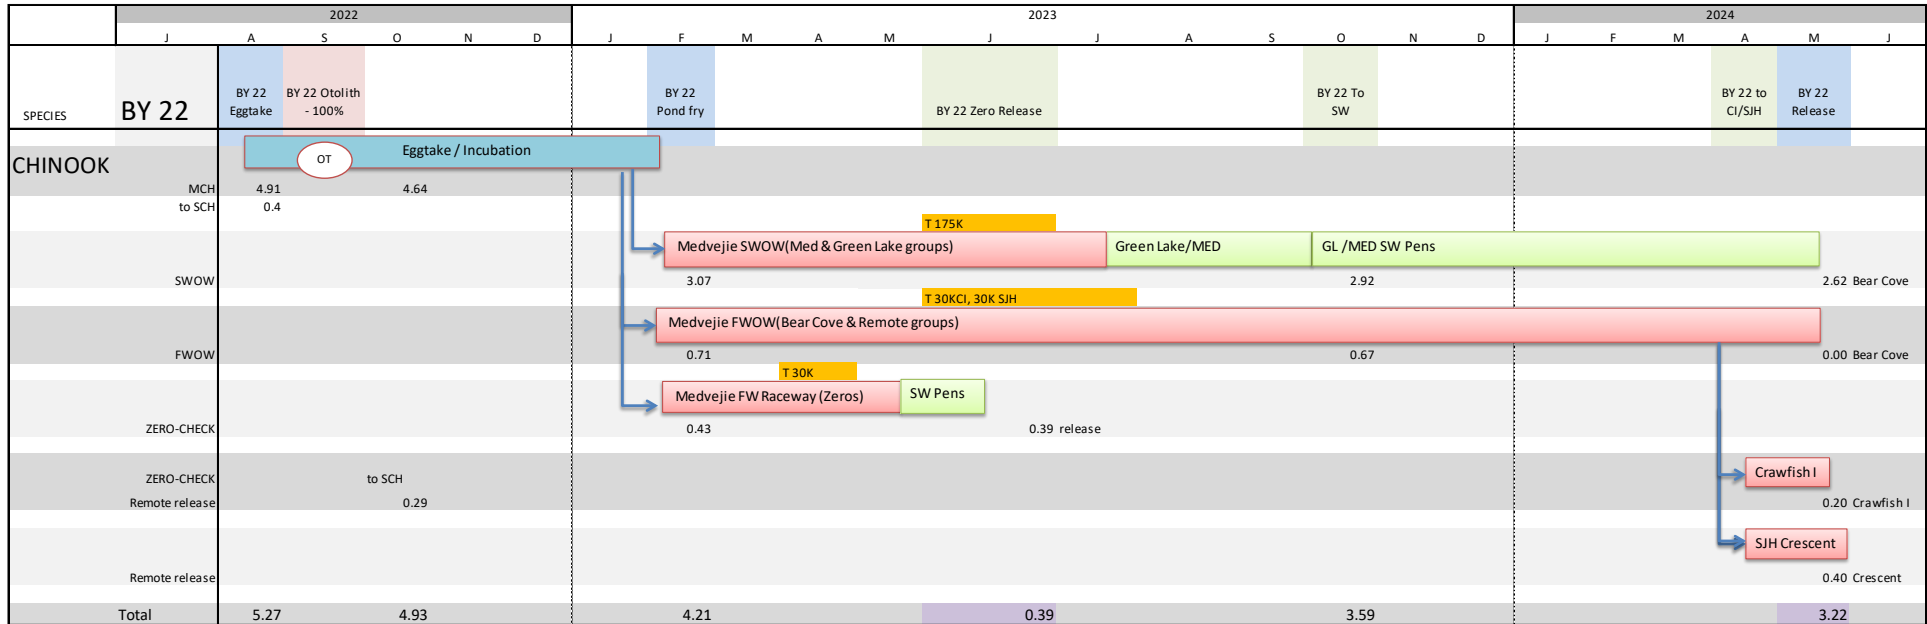 2022 2023 2024
J A S O N D J F M A M J J A S O N D J F M A M J
SPECIES BY 22 BY 22 Eggtake BY 22 Otolith - 100% BY 22 Pond fry BY 22 Zero Release BY 22 To SW BY 22 to CI/SJH BY 22 Release
CHINOOK OT Eggtake / Incubation
MCH 4.91 4.64
to SCH 0.4
T 175K
Medvejie SWOW(Med & Green Lake groups) Green Lake/MED GL /MED SW Pens
SWOW 3.07 2.92 2.62 Bear Cove
T 30KCI, 30K SJH
Medvejie FWOW(Bear Cove & Remote groups)
FWOW 0.71 0.67 0.00 Bear Cove
T 30K
Medvejie FW Raceway (Zeros) SW Pens
ZERO-CHECK 0.43 0.39 release
Crawfish I
ZERO-CHECK to SCH
Remote release 0.29 0.20 Crawfish I
SJH Crescent
Remote release 0.40 Crescent
Total 5.27 4.93 4.21 0.39 3.59 3.22